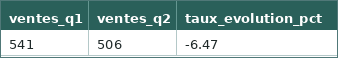 ventes_q1 ventes_q2 taux_evolution_pct
541 506 -6.47